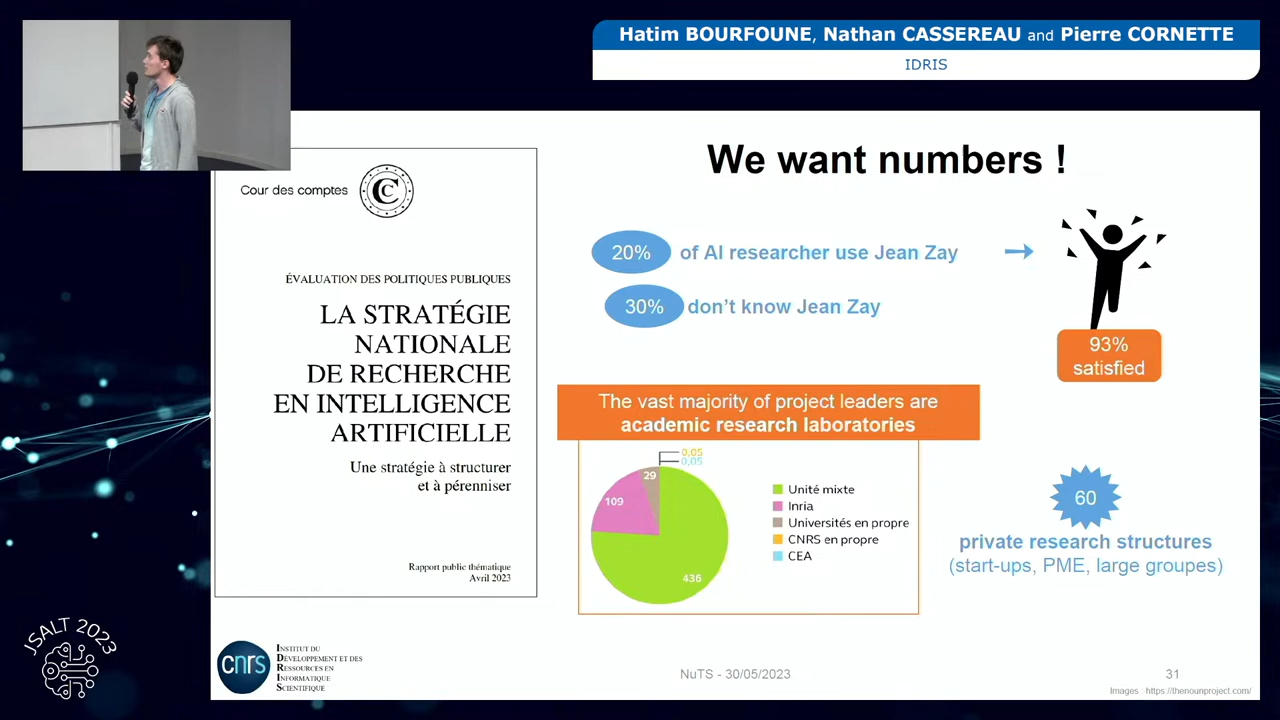 Hatim BOURFOUNE, Nathan CASSEREAU and Pierre CORNETTE
IDRIS
Cour des comptes
CC
ÉVALUATION DES POLITIQUES PUBLIQUES
LA STRATÉGIE
NATIONALE
DE RECHERCHE
EN INTELLIGENCE
ARTIFICIELLE
Une stratégie à structurer
et à pérenniser
Rapport public thématique
Avril 2023
We want numbers !
20% of AI researcher use Jean Zay
30% don't know Jean Zay
93%
satisfied
The vast majority of project leaders are
academic research laboratories
0,05
0,05
29
109
436
Unité mixte
Inria
Universités en propre
CNRS en propre
CEA
60
private research structures
(start-ups, PME, large groupes)
JSALT 2023
cnrs
INSTITUT DU
DÉVELOPPEMENT ET DES
RESSOURCES EN
INFORMATIQUE
SCIENTIFIQUE
NuTS - 30/05/2023
31
Images : https://thenounproject.com/